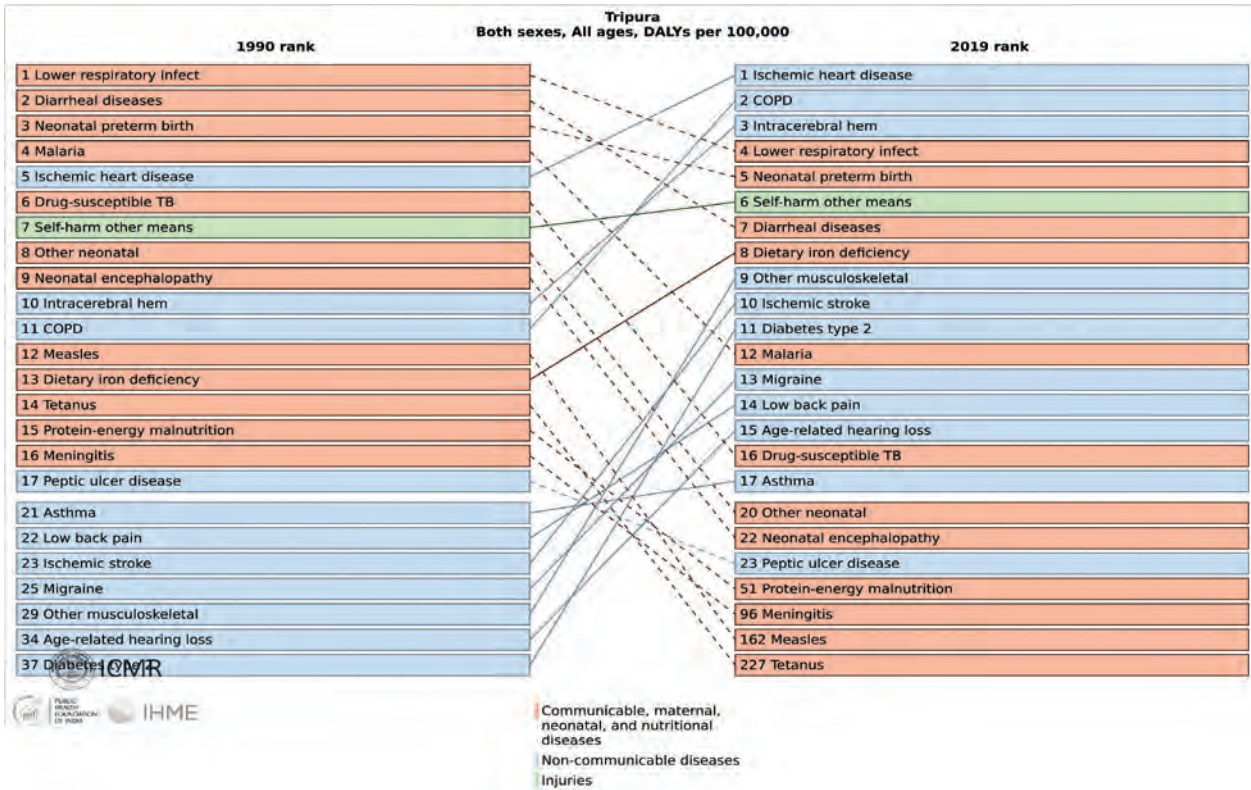 Tripura
Both sexes, All ages, DALYs per 100,000
1990 rank
1 Lower respiratory infect
2 Diarrheal diseases
3 Neonatal preterm birth
4 Malaria
5 Ischemic heart disease
6 Drug-susceptible TB
7 Self-harm other means
8 Other neonatal
9 Neonatal encephalopathy
10 Intracerebral hem
11 COPD
12 Measles
13 Dietary iron deficiency
14 Tetanus
15 Protein-energy malnutrition
16 Meningitis
17 Peptic ulcer disease
21 Asthma
22 Low back pain
23 Ischemic stroke
25 Migraine
29 Other musculoskeletal
34 Age-related hearing loss
37 Diabetes type 2
2019 rank
1 Ischemic heart disease
2 COPD
3 Intracerebral hem
4 Lower respiratory infect
5 Neonatal preterm birth
6 Self-harm other means
7 Diarrheal diseases
8 Dietary iron deficiency
9 Other musculoskeletal
10 Ischemic stroke
11 Diabetes type 2
12 Malaria
13 Migraine
14 Low back pain
15 Age-related hearing loss
16 Drug-susceptible TB
17 Asthma
20 Other neonatal
22 Neonatal encephalopathy
23 Peptic ulcer disease
51 Protein-energy malnutrition
96 Meningitis
162 Measles
227 Tetanus
ICMR
PUBLIC
HEALTH
FOUNDATION
OF INDIA
IHME
Communicable, maternal,
neonatal, and nutritional
diseases
Non-communicable diseases
Injuries